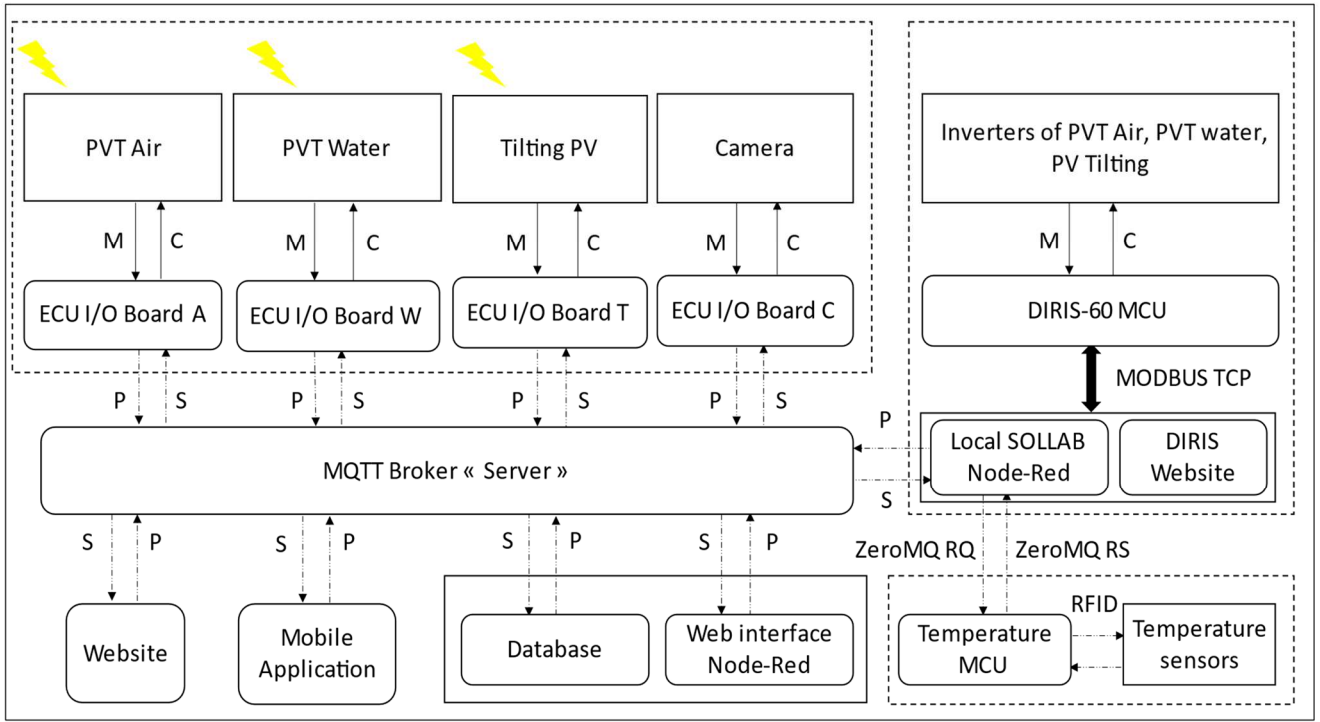 PVT Air
PVT Water
Tilting PV
Camera
Inverters of PVT Air, PVT water,
PV Tilting
M
C
M
C
M
C
M
C
M
C
ECU I/O Board A
ECU I/O Board W
ECU I/O Board T
ECU I/O Board C
DIRIS-60 MCU
MODBUS TCP
P
S
P
S
P
S
P
S
P
S
MQTT Broker « Server »
Local SOLLAB
Node-Red
DIRIS
Website
S
P
S
P
S
P
S
P
ZeroMQ RQ
ZeroMQ RS
Website
Mobile
Application
Database
Web interface
Node-Red
Temperature
MCU
RFID
Temperature
sensors